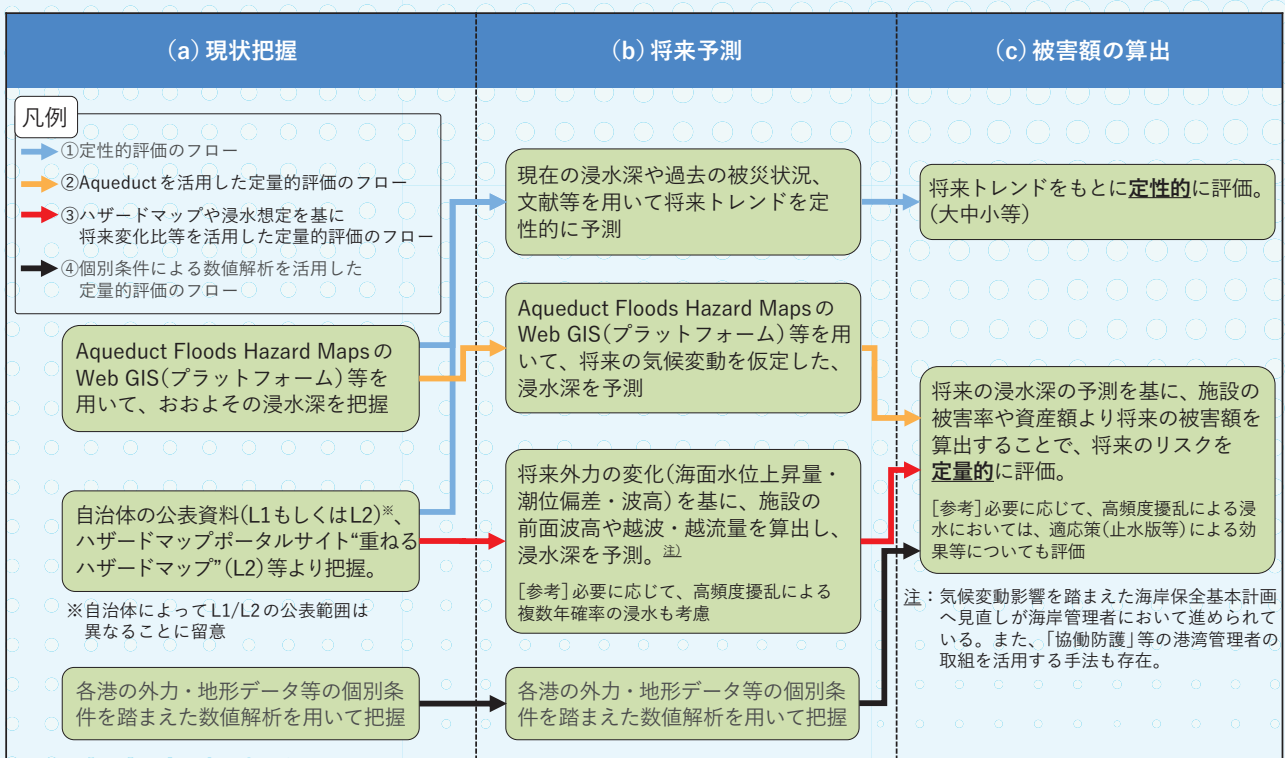 (a)現状把握
(b)将来予測
(c)被害額の算出
凡例
①定性的評価のフロー
②Aqueductを活用した定量的評価のフロー
③ハザードマップや浸水想定を基に
将来変化比等を活用した定量的評価のフロー
④個別条件による数値解析を活用した
定量的評価のフロー
Aqueduct Floods Hazard Mapsの
Web GIS(プラットフォーム)等を
用いて、おおよその浸水深を把握
自治体の公表資料(L1もしくはL2)※、
ハザードマップポータルサイト“重ねる
ハザードマップ”(L2)等より把握。
※自治体によってL1/L2の公表範囲は
異なることに留意
各港の外力・地形データ等の個別条
件を踏まえた数値解析を用いて把握
現在の浸水深や過去の被災状況、
文献等を用いて将来トレンドを定
性的に予測
Aqueduct Floods Hazard Mapsの
Web GIS(プラットフォーム)等を用
いて、将来の気候変動を仮定した、
浸水深を予測
将来外力の変化(海面水位上昇量・
潮位偏差・波高)を基に、施設の
前面波高や越波・越流量を算出し、
浸水深を予測。注)
[参考]必要に応じて、高頻度擾乱による
複数年確率の浸水も考慮
各港の外力・地形データ等の個別条
件を踏まえた数値解析を用いて把握
将来トレンドをもとに定性的に評価。
(大中小等)
将来の浸水深の予測を基に、施設の
被害率や資産額より将来の被害額を
算出することで、将来のリスクを
定量的に評価。
[参考]必要に応じて、高頻度擾乱による浸
水においては、適応策(止水版等)による効
果等についても評価
注：気候変動影響を踏まえた海岸保全基本計画
へ見直しが海岸管理者において進められて
いる。また、「協働防護」等の港湾管理者の
取組を活用する手法も存在。